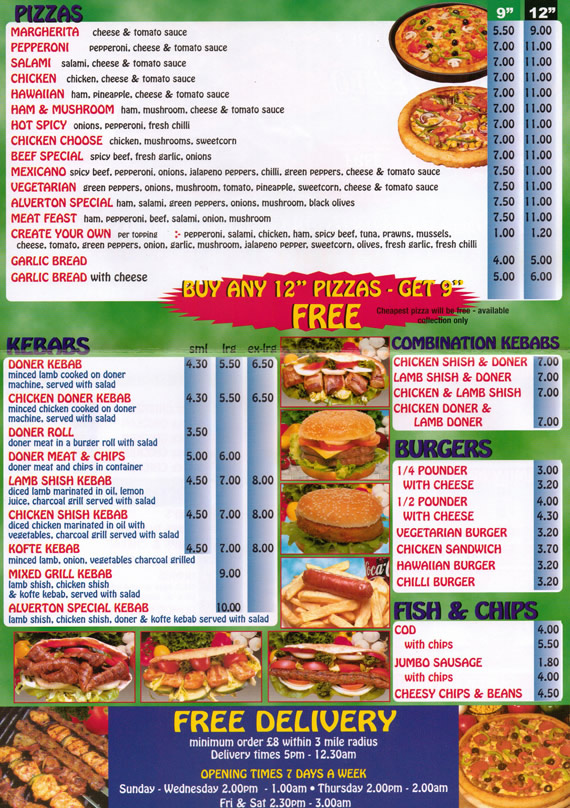 PIZZAS 9” 12”
MARGHERITA cheese & tomato sauce 5.50 9.00
PEPPERONI pepperoni, cheese & tomato sauce 7.00 11.00
SALAMI salami, cheese & tomato sauce 7.00 11.00
CHICKEN chicken, cheese & tomato sauce 7.00 11.00
HAWAIIAN ham, pineapple, cheese & tomato sauce 7.00 11.00
HAM & MUSHROOM ham, mushroom, cheese & tomato sauce 7.00 11.00
HOT SPICY onions, pepperoni, fresh chilli 7.00 11.00
CHICKEN CHOOSE chicken, mushrooms, sweetcorn 7.00 11.00
BEEF SPECIAL spicy beef, fresh garlic, onions 7.00 11.00
MEXICANO spicy beef, pepperoni, onions, jalapeno peppers, chilli, green peppers, cheese & tomato sauce 7.50 11.00
VEGETARIAN green peppers, onions, mushroom, tomato, pineapple, sweetcorn, cheese & tomato sauce 7.50 11.00
ALVERTON SPECIAL ham, salami, green peppers, onions, mushroom, black olives 7.50 11.00
MEAT FEAST ham, pepperoni, beef, salami, onion, mushroom 7.50 11.00
CREATE YOUR OWN per topping :- pepperoni, salami, chicken, ham, spicy beef, tuna, prawns, mussels, 1.00 1.20
cheese, tomato, green peppers, onion, garlic, mushroom, jalapeno pepper, sweetcorn, olives, fresh garlic, fresh chilli
GARLIC BREAD 4.00 5.00
GARLIC BREAD with cheese 5.00 6.00
BUY ANY 12” PIZZAS - GET 9”
FREE
Cheapest pizza will be free - available
collection only
KEBABS sml lrg ex-lrg
DONER KEBAB 4.30 5.50 6.50
minced lamb cooked on doner
machine, served with salad
CHICKEN DONER KEBAB 4.30 5.50 6.50
minced chicken cooked on doner
machine, served with salad
DONER ROLL 3.50
doner meat in a burger roll with salad
DONER MEAT & CHIPS 5.00 6.00
doner meat and chips in container
LAMB SHISH KEBAB 4.50 7.00 8.00
diced lamb marinated in oil, lemon
juice, charcoal grill served with salad
CHICKEN SHISH KEBAB 4.50 7.00 8.00
diced chicken marinated in oil with
vegetables, charcoal grill served with salad
KOFTE KEBAB 4.50 7.00 8.00
minced lamb, onion, vegetables charcoal grilled
MIXED GRILL KEBAB 9.00
lamb shish, chicken shish
& kofte kebab, served with salad
ALVERTON SPECIAL KEBAB 10.00
lamb shish, chicken shish, doner & kofte kebab served with salad
COMBINATION KEBABS
CHICKEN SHISH & DONER 7.00
LAMB SHISH & DONER 7.00
CHICKEN & LAMB SHISH 7.00
CHICKEN DONER &
LAMB DONER 7.00
BURGERS
1/4 POUNDER 3.00
WITH CHEESE 3.20
1/2 POUNDER 4.00
WITH CHEESE 4.30
VEGETARIAN BURGER 3.20
CHICKEN SANDWICH 3.70
HAWAIIAN BURGER 3.20
CHILLI BURGER 3.20
FISH & CHIPS
COD 4.00
with chips 5.50
JUMBO SAUSAGE 1.80
with chips 4.00
CHEESY CHIPS & BEANS 4.50
FREE DELIVERY
minimum order £8 within 3 mile radius
Delivery times 5pm - 12.30am
OPENING TIMES 7 DAYS A WEEK
Sunday - Wednesday 2.00pm - 1.00am • Thursday 2.00pm - 2.00am
Fri & Sat 2.30pm - 3.00am